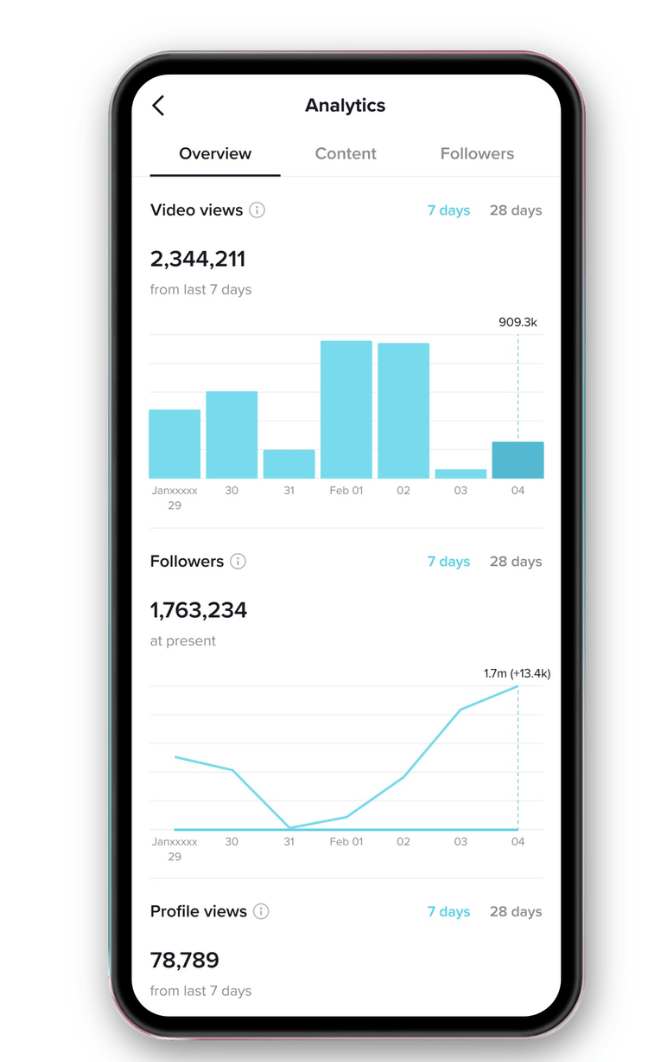 Analytics
Overview Content Followers
Video views 7 days 28 days
2,344,211
from last 7 days
909.3k
Janxxxxx 30 31 Feb 01 02 03 04
29
Followers 7 days 28 days
1,763,234
at present
1.7m (+13.4k)
Janxxxxx 30 31 Feb 01 02 03 04
29
Profile views 7 days 28 days
78,789
from last 7 days